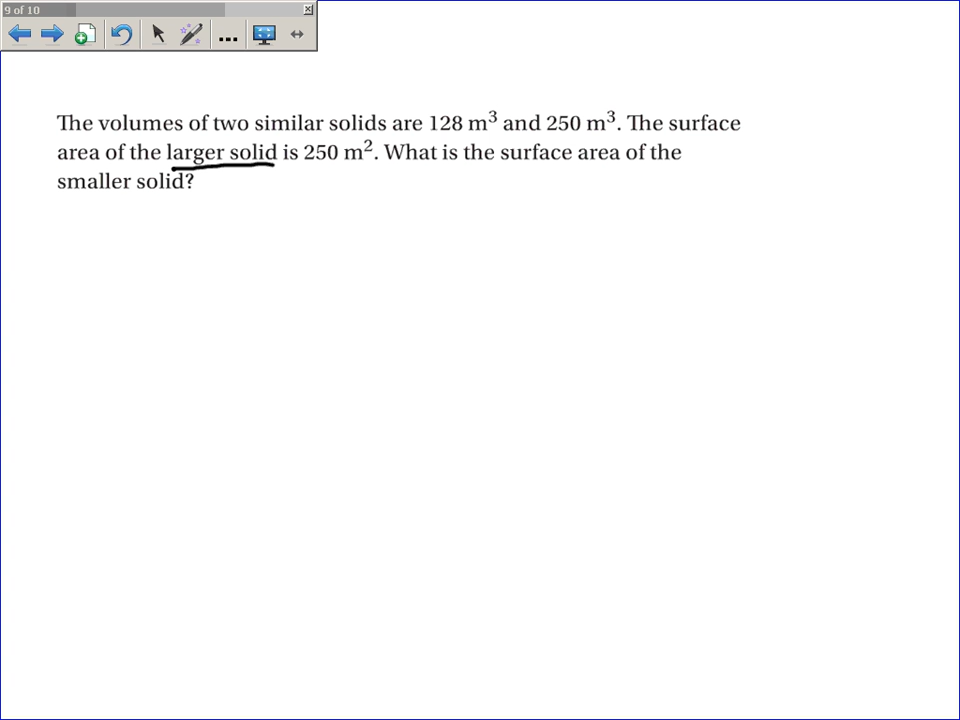 9 of 10
The volumes of two similar solids are 128 m³ and 250 m³. The surface
area of the larger solid is 250 m². What is the surface area of the
smaller solid?